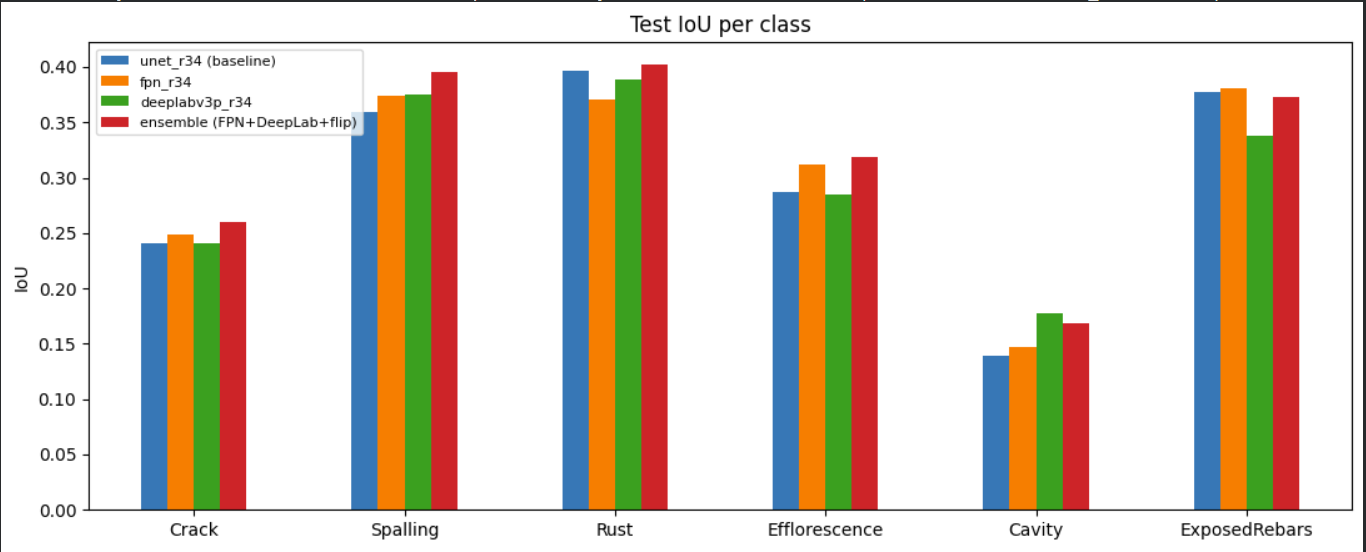 Test IoU per class
unet_r34 (baseline)
fpn_r34
deeplabv3p_r34
ensemble (FPN+DeepLab+flip)
IoU
0.40
0.35
0.30
0.25
0.20
0.15
0.10
0.05
0.00
Crack Spalling Rust Efflorescence Cavity ExposedRebars